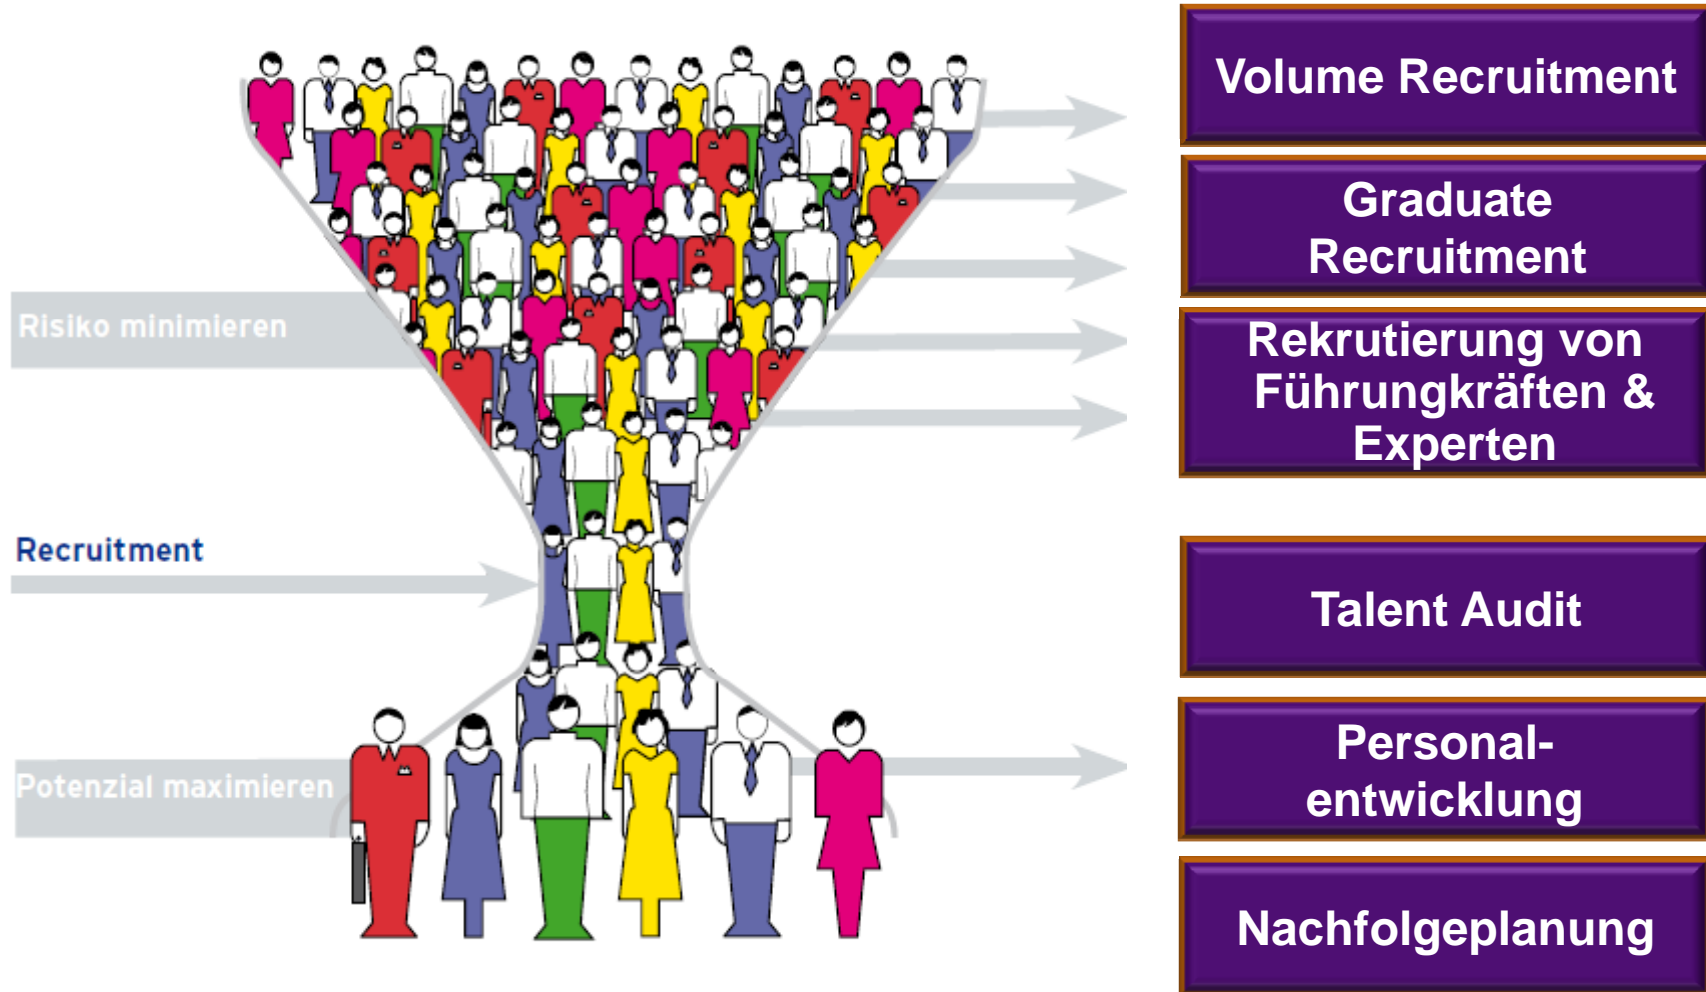 Volume Recruitment
Graduate
Recruitment
Risiko minimieren
Rekrutierung von
Führungkräften &
Experten
Recruitment
Talent Audit
Personal-
entwicklung
Potenzial maximieren
Nachfolgeplanung